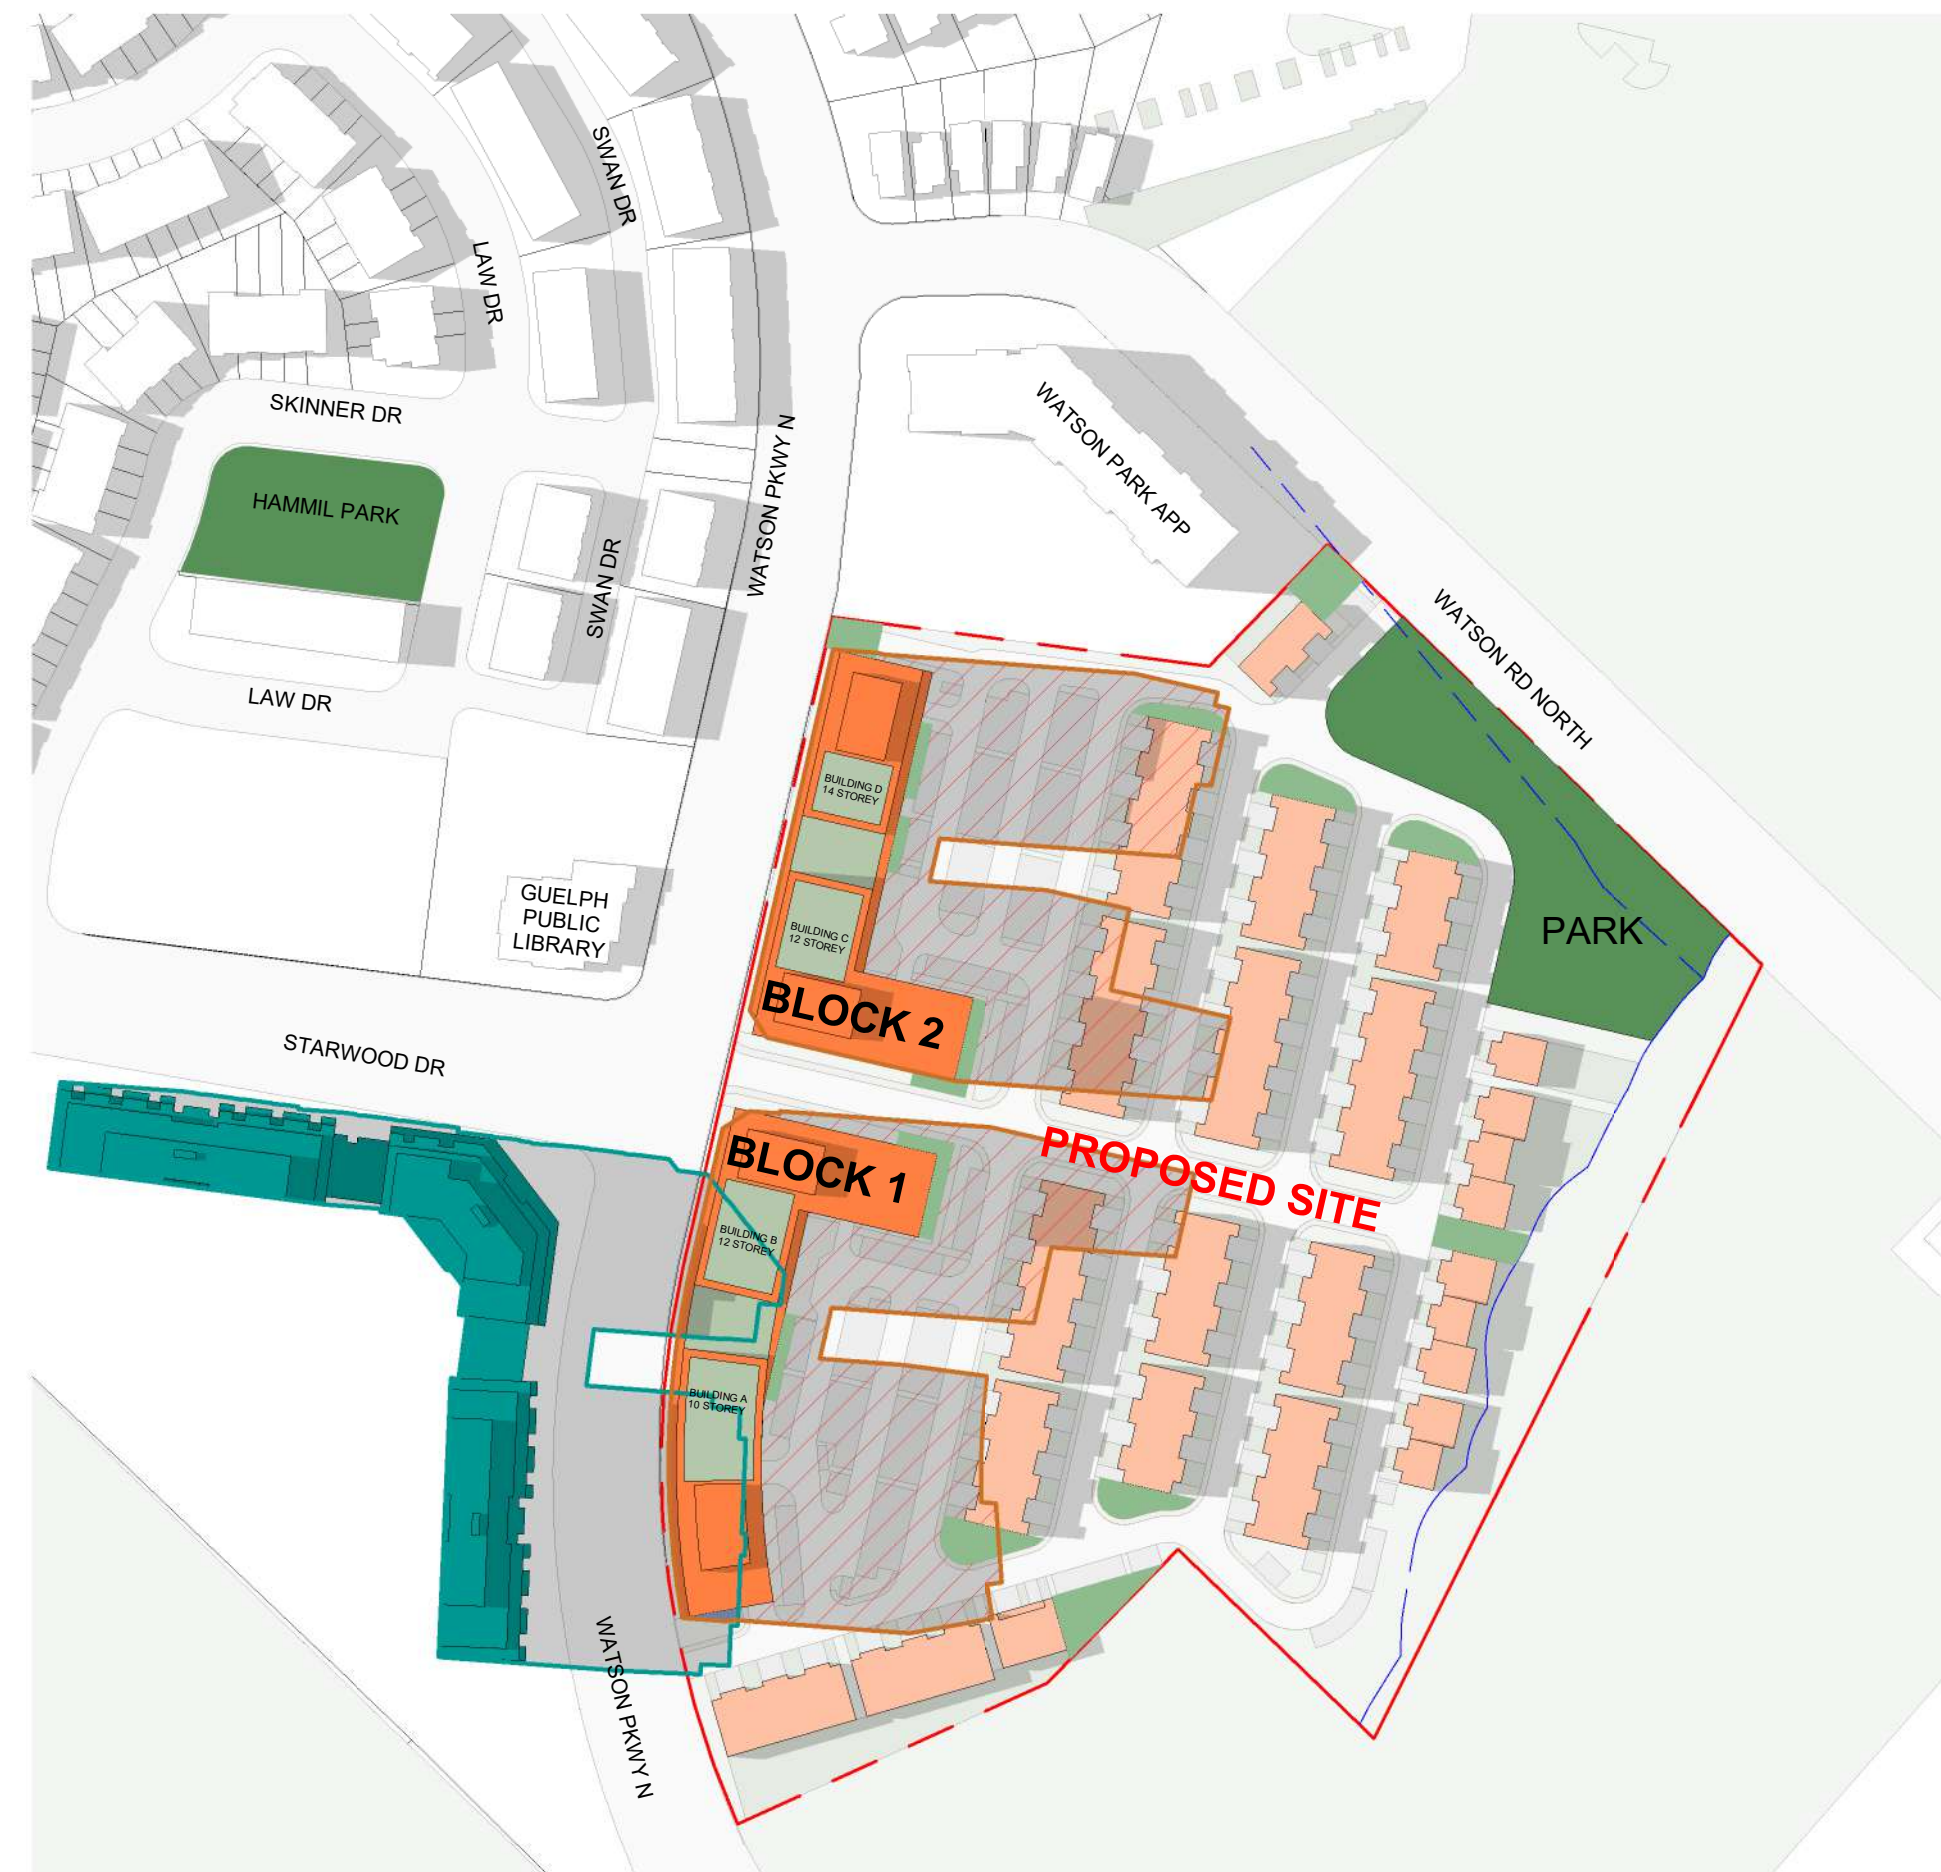 SWAN DR
LAW DR
WATSON PARK APP
SKINNER DR
WATSON PKWY N
HAMMIL PARK
SWAN DR
WATSON RD NORTH
LAW DR
BUILDING D
14 STOREY
GUELPH
PUBLIC
LIBRARY
BUILDING C
12 STOREY
PARK
BLOCK 2
STARWOOD DR
BLOCK 1
PROPOSED SITE
BUILDING B
12 STOREY
BUILDING A
10 STOREY
WATSON PKWY N